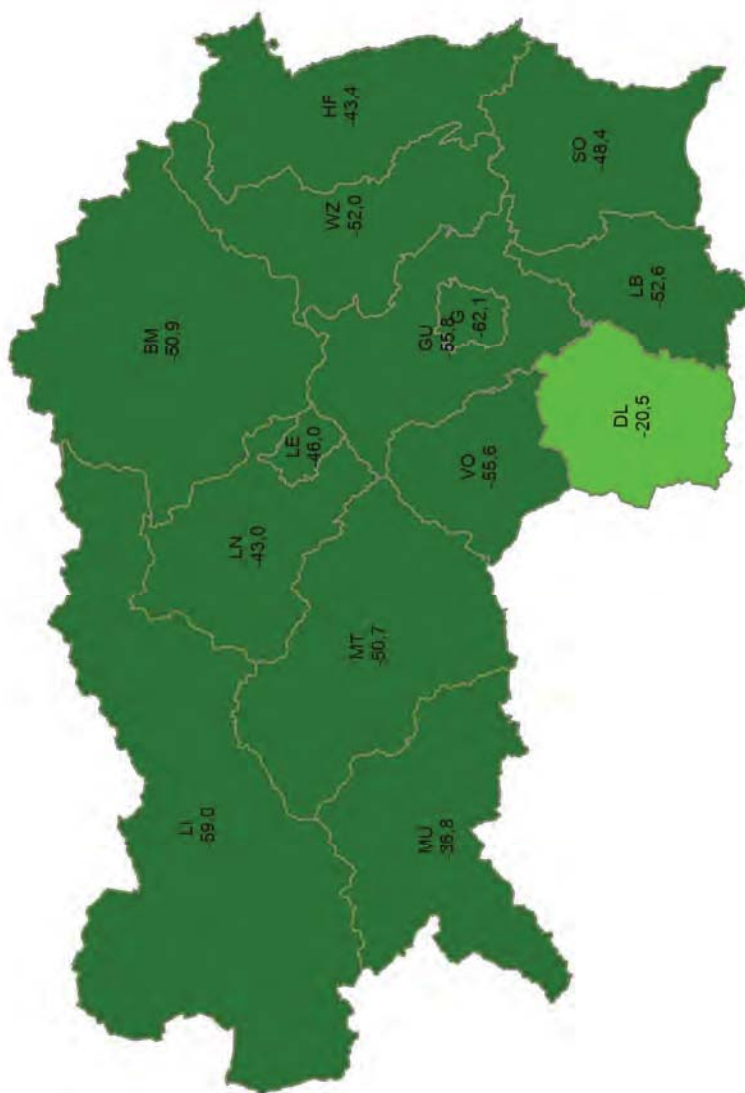 BM
-50,9
LI
-59,0
LN
-43,0
LE
-46,0
HF
-43,4
WZ
-52,0
MT
-50,7
MU
-36,8
GU
-55,8
G
-62,1
VO
-55,6
SO
-48,4
DL
-20,5
LB
-52,6